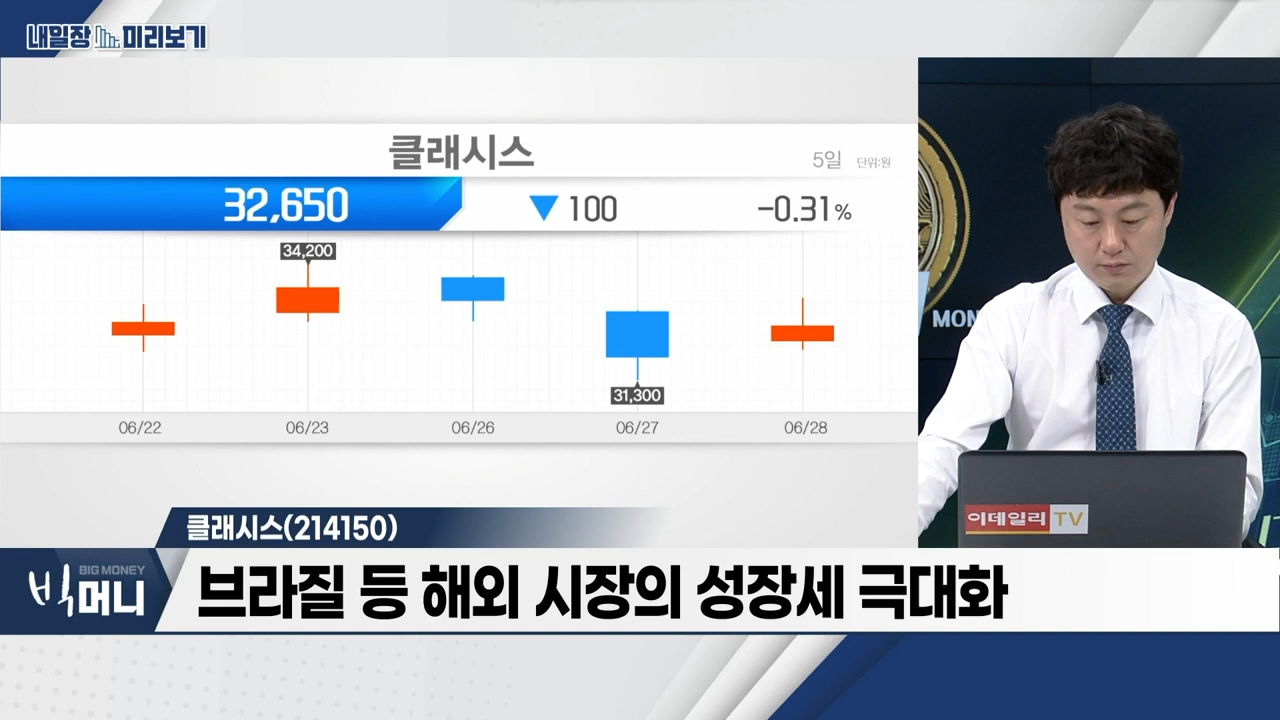 내일장 미리보기
클래시스
5일 단위:원
32,650 ▼ 100 -0.31%
34,200
31,300
06/22 06/23 06/26 06/27 06/28
MON
이데일리 TV
클래시스(214150)
BIG MONEY
빅머니
브라질 등 해외 시장의 성장세 극대화